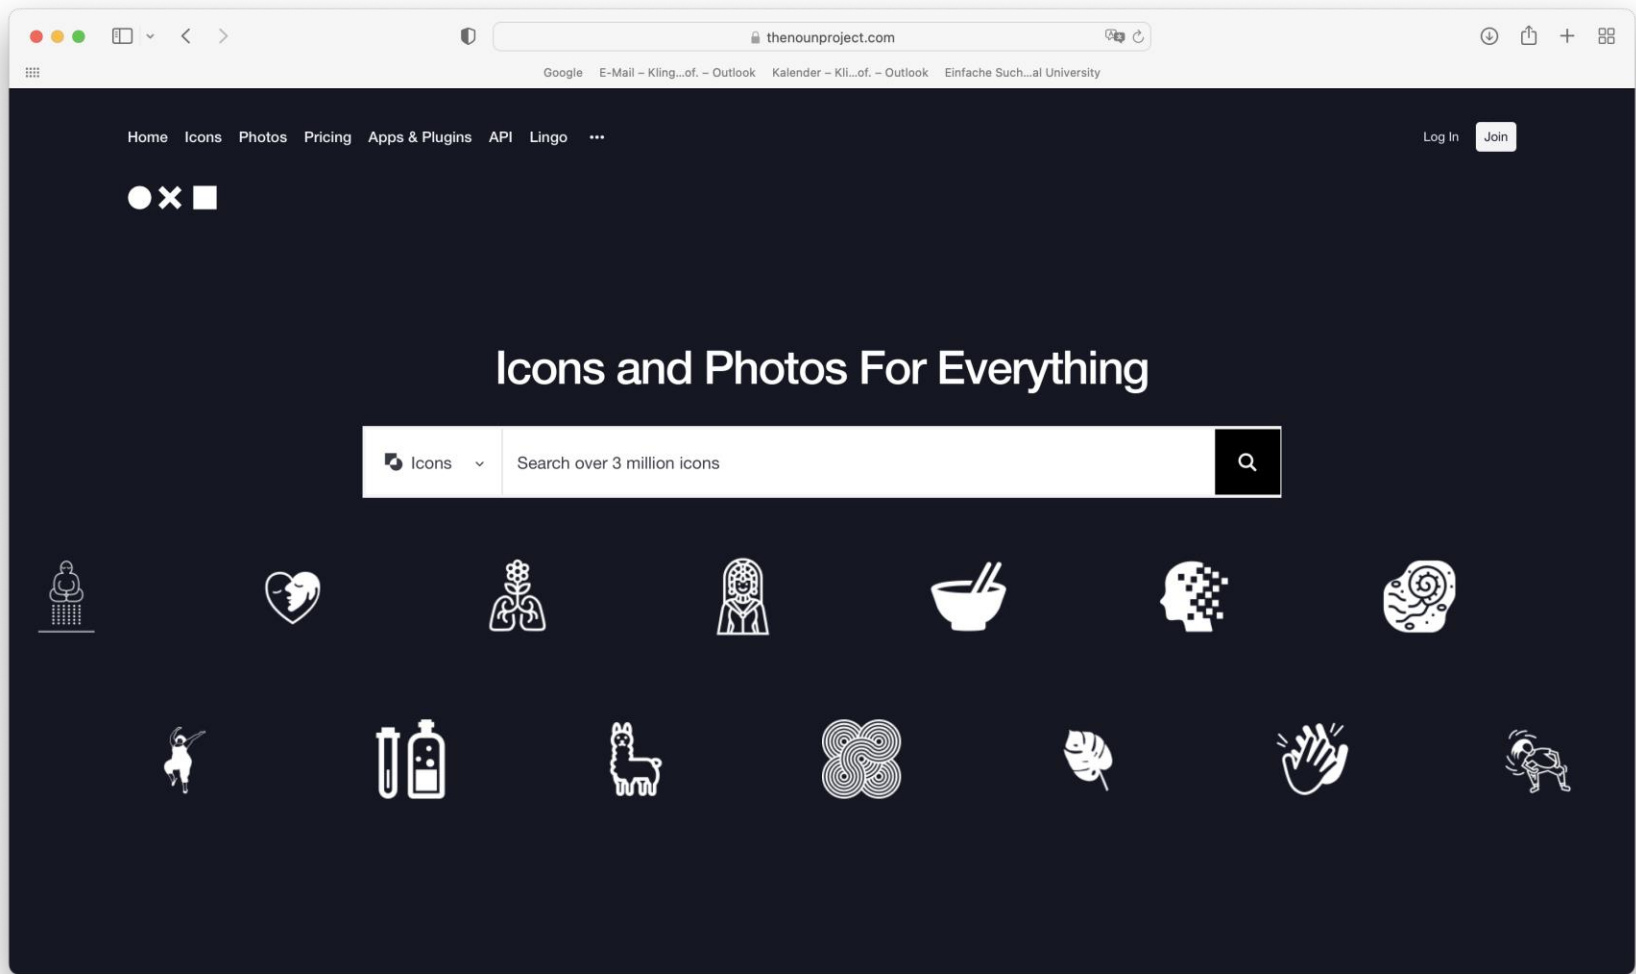 thenounproject.com
Google E-Mail – Kling...of. – Outlook Kalender – Kli...of. – Outlook Einfache Such...al University
Home Icons Photos Pricing Apps & Plugins API Lingo •••
Log In Join
Icons and Photos For Everything
Icons Search over 3 million icons